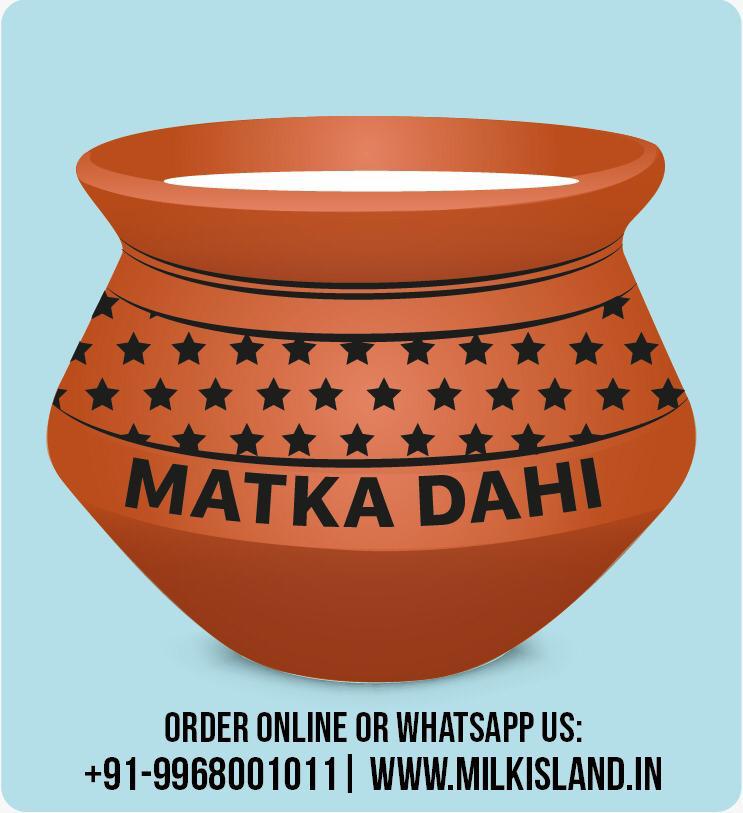 MATKA DAHI
ORDER ONLINE OR WHATSAPP US:
+91-9968001011| WWW.MILKISLAND.IN